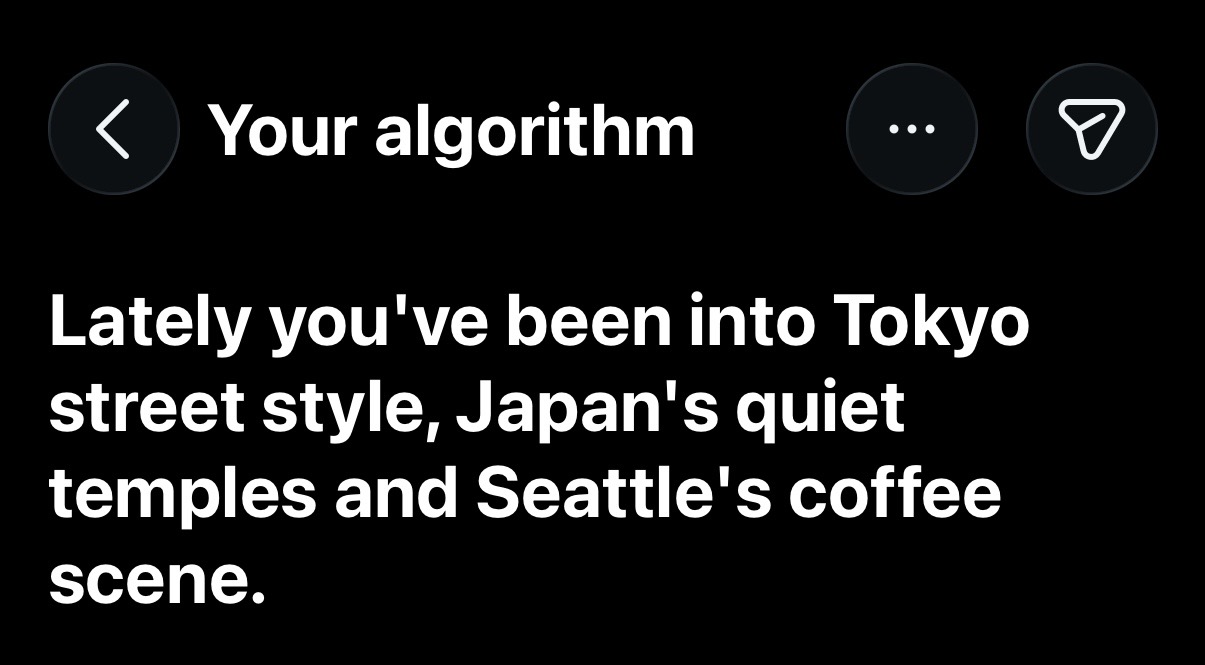 Your algorithm
Lately you've been into Tokyo
street style, Japan's quiet
temples and Seattle's coffee
scene.